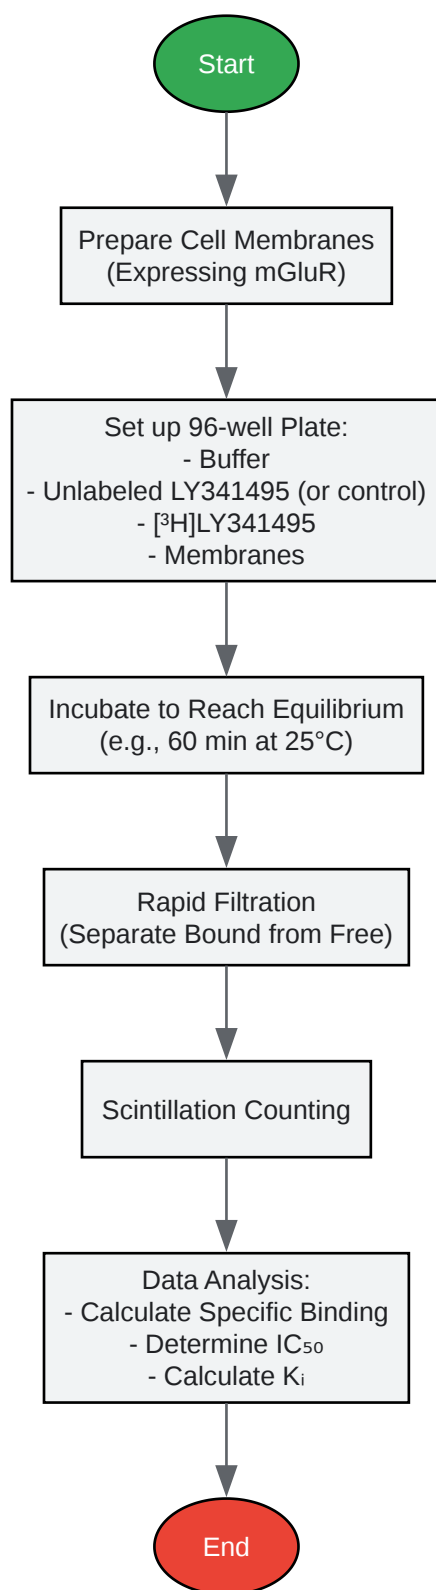 Start
Prepare Cell Membranes
(Expressing mGluR)
Set up 96-well Plate:
- Buffer
- Unlabeled LY341495 (or control)
- [³H]LY341495
- Membranes
Incubate to Reach Equilibrium
(e.g., 60 min at 25°C)
Rapid Filtration
(Separate Bound from Free)
Scintillation Counting
Data Analysis:
- Calculate Specific Binding
- Determine IC₅₀
- Calculate Kᵢ
End